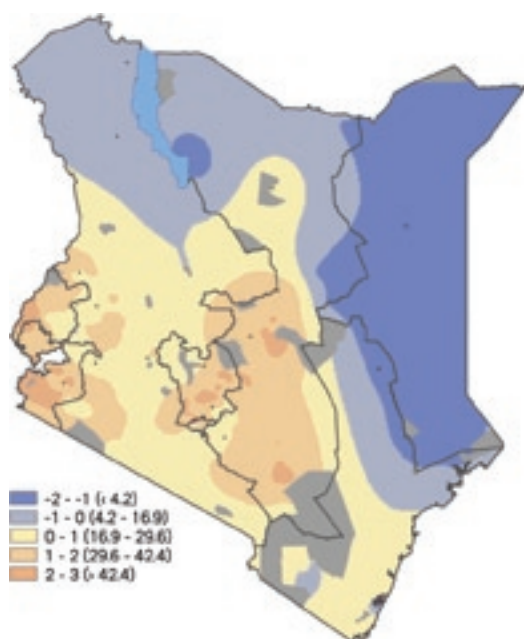 -2 - -1 (< 4.2)
-1 - 0 (4.2 - 16.9)
0 - 1 (16.9 - 29.6)
1 - 2 (29.6 - 42.4)
2 - 3 (> 42.4)